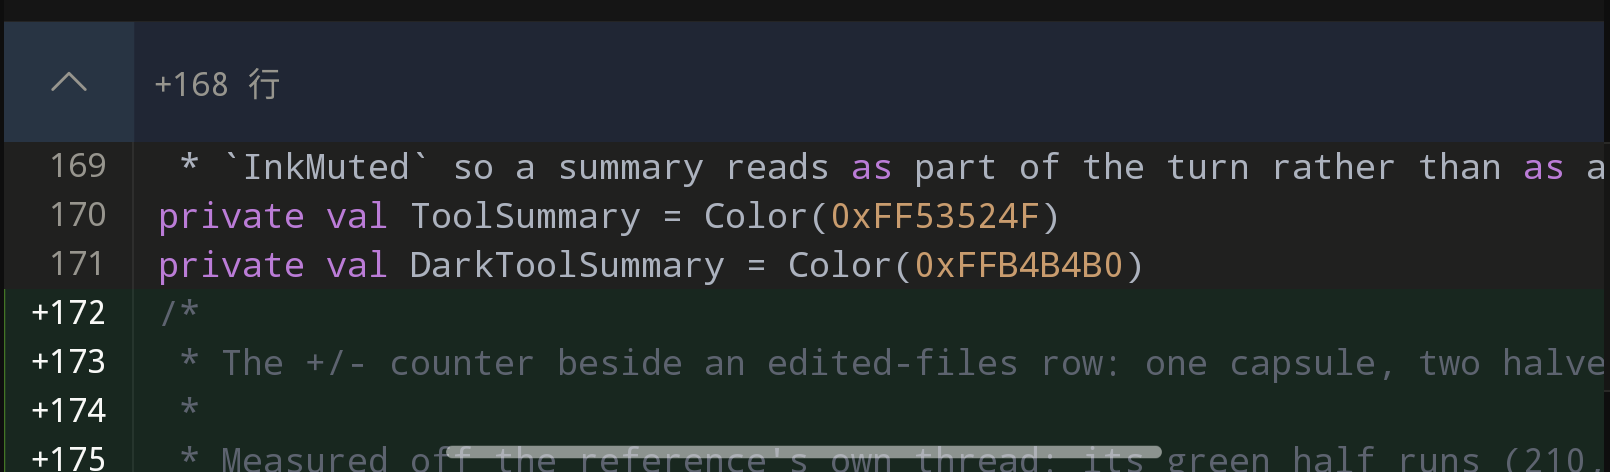 +168 行
169  * `InkMuted` so a summary reads as part of the turn rather than as a
170 private val ToolSummary = Color(0xFF53524F)
171 private val DarkToolSummary = Color(0xFFB4B4B0)
+172 /*
+173  * The +/- counter beside an edited-files row: one capsule, two halve
+174  *
+175  * Measured off the reference's own thread: its green half runs (210,